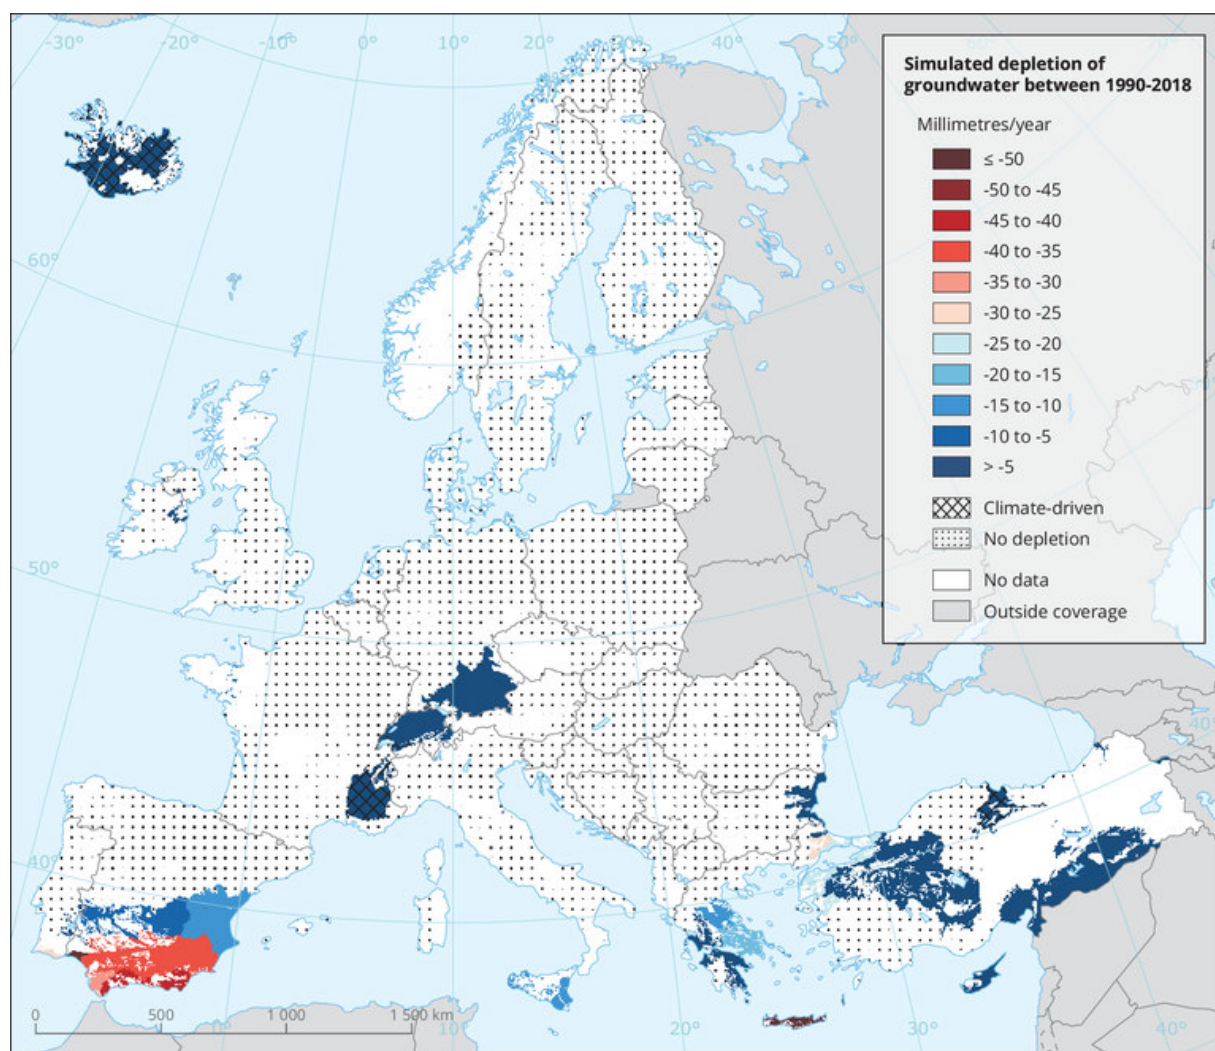 -30°
-20°
-10°
0°
10°
20°
30°
50°
60°
Simulated depletion of
groundwater between 1990-2018
Millimetres/year
≤ -50
-50 to -45
-45 to -40
-40 to -35
-35 to -30
-30 to -25
-25 to -20
-20 to -15
-15 to -10
-10 to -5
> -5
Climate-driven
No depletion
No data
Outside coverage
60°
50°
40°
40°
0 500 1 000 1 500 km
10°
20°
30°
40°